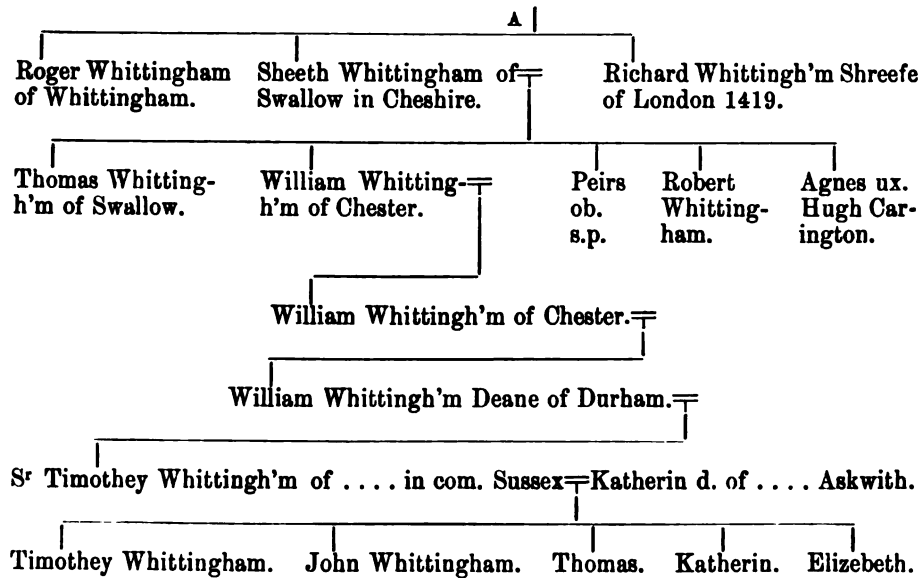 A
Roger Whittingham
of Whittingham.
Sheeth Whittingham of
Swallow in Cheshire.
Richard Whittingh'm Shreefe
of London 1419.
Thomas Whitting-
h'm of Swallow.
William Whitting-
h'm of Chester.
Peirs
ob.
s.p.
Robert
Whitting-
ham.
Agnes ux.
Hugh Car-
ington.
William Whittingh'm of Chester.
William Whittingh'm Deane of Durham.
Sr Timothey Whittingh'm of .... in com. Sussex Katherin d. of .... Askwith.
Timothey Whittingham. John Whittingham. Thomas. Katherin. Elizebeth.